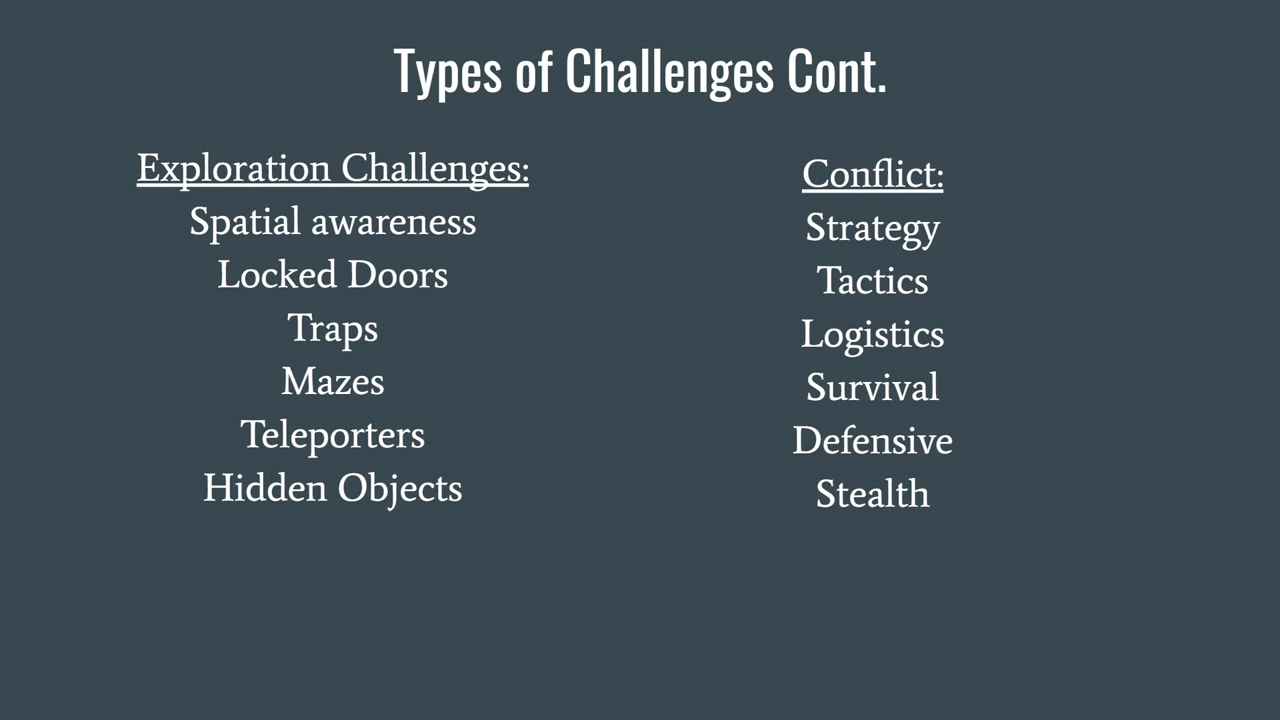 Types of Challenges Cont.
Exploration Challenges:
Spatial awareness
Locked Doors
Traps
Mazes
Teleporters
Hidden Objects
Conflict:
Strategy
Tactics
Logistics
Survival
Defensive
Stealth